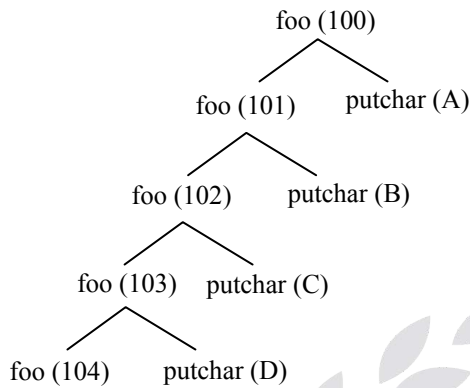 foo (100)
foo (101) putchar (A)
foo (102) putchar (B)
foo (103) putchar (C)
foo (104) putchar (D)